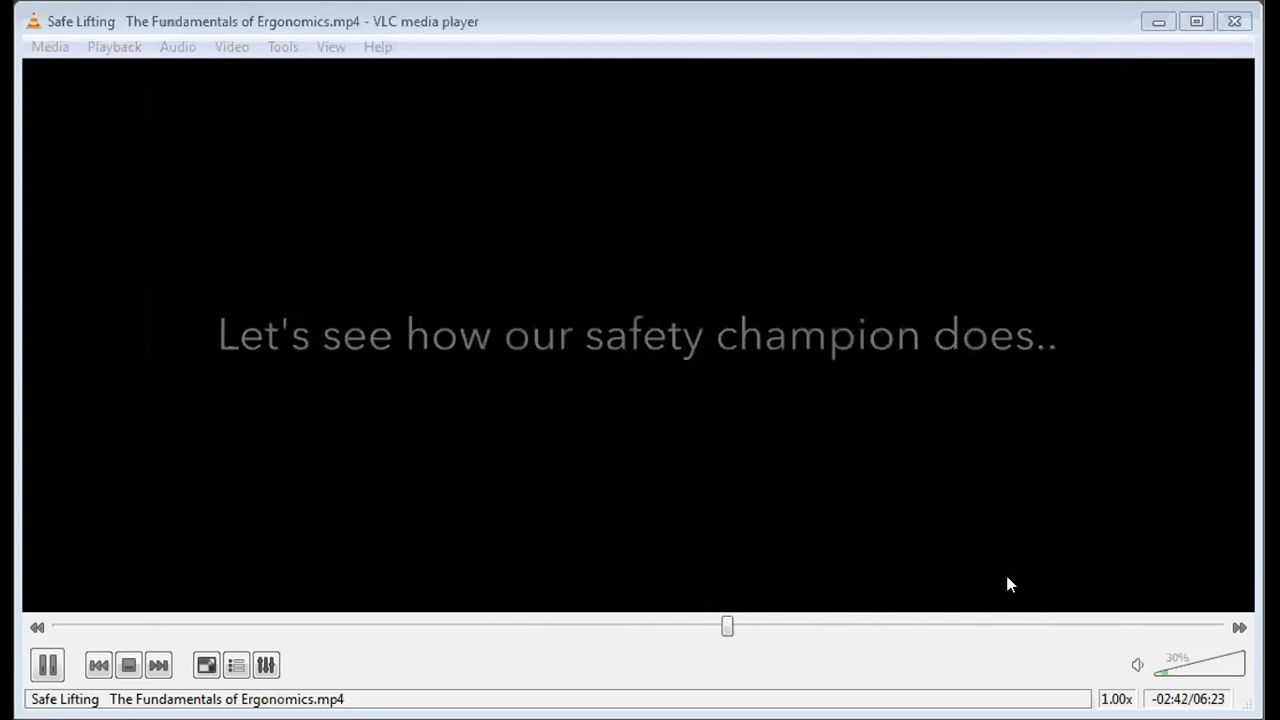 Safe Lifting   The Fundamentals of Ergonomics.mp4 - VLC media player
Media Playback Audio Video Tools View Help
Let's see how our safety champion does..
30%
Safe Lifting   The Fundamentals of Ergonomics.mp4 1.00x -02:42/06:23